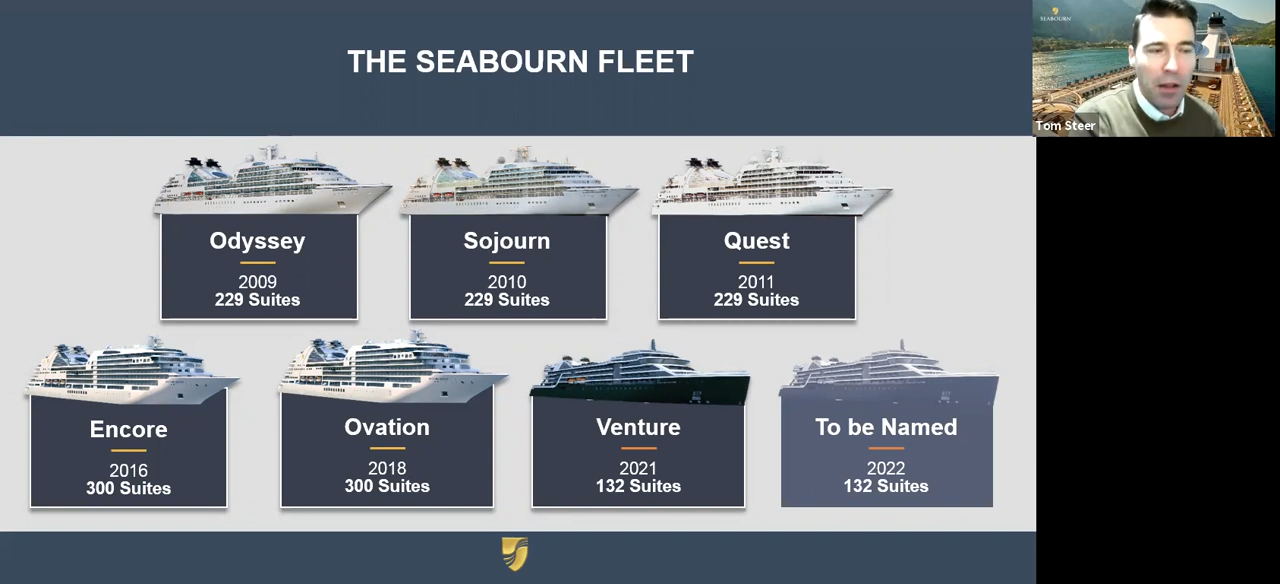 THE SEABOURN FLEET
SEABOURN
Tom Steer
Odyssey
2009
229 Suites
Sojourn
2010
229 Suites
Quest
2011
229 Suites
Encore
2016
300 Suites
Ovation
2018
300 Suites
Venture
2021
132 Suites
To be Named
2022
132 Suites